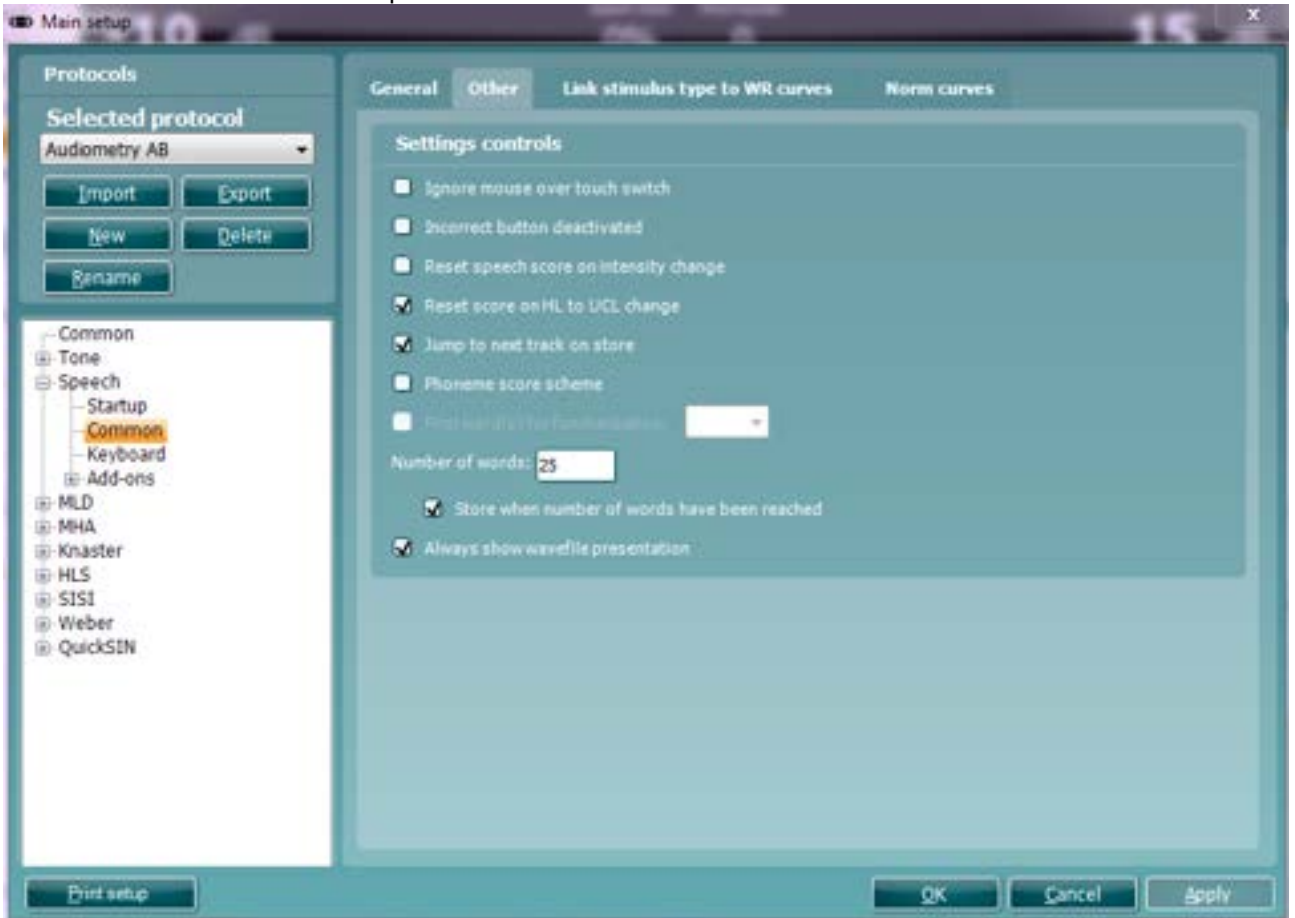 Main setup
Protocols
Selected protocol
Audiometry AB
Import
Export
New
Delete
Rename
Common
Tone
Speech
Startup
Common
Keyboard
Add-ons
MLD
MHA
Knaster
HLS
SISI
Weber
QuickSIN
General
Other
Link stimulus type to WR curves
Norm curves
Settings controls
Ignore mouse over touch switch
Incorrect button deactivated
Reset speech score on intensity change
Reset score on HL to UCL change
Jump to next track on store
Phoneme score scheme
Number of words: 25
Store when number of words have been reached
Always show wavefile presentation
Print setup
OK
Cancel
Apply
15